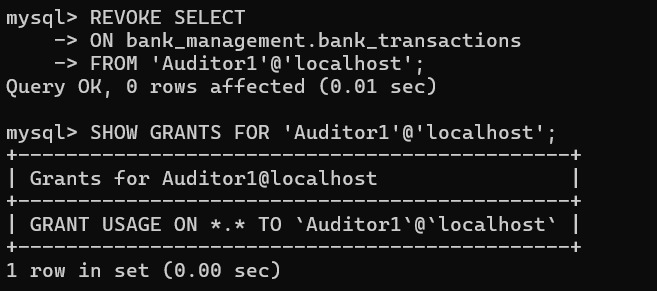 mysql> REVOKE SELECT
    -> ON bank_management.bank_transactions
    -> FROM 'Auditor1'@'localhost';
Query OK, 0 rows affected (0.01 sec)

mysql> SHOW GRANTS FOR 'Auditor1'@'localhost';
+----------------------------------------------+
| Grants for Auditor1@localhost                |
+----------------------------------------------+
| GRANT USAGE ON *.* TO `Auditor1`@`localhost` |
+----------------------------------------------+
1 row in set (0.00 sec)